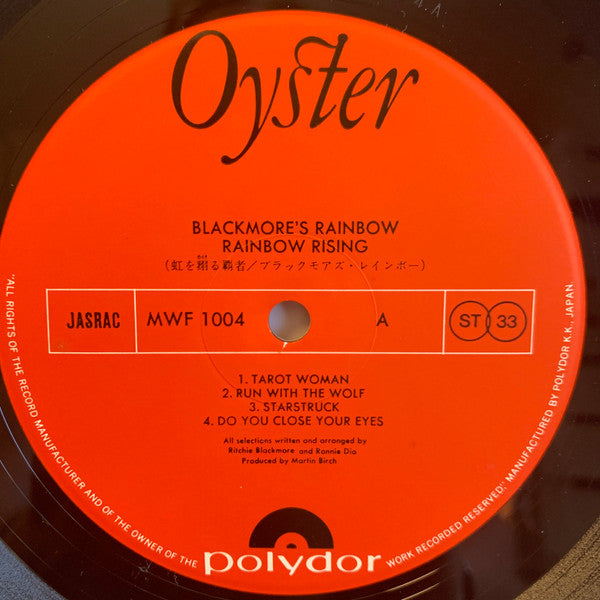 Oyster
BLACKMORE'S RAINBOW
RAINBOW RISING
かけ
(虹を翔る覇者/ブラックモアズ・レインボー)
JASRAC
MWF 1004
A
ST 33
1. TAROT WOMAN
2. RUN WITH THE WOLF
3. STARSTRUCK
4. DO YOU CLOSE YOUR EYES
All selections written and arranged by
Ritchie Blackmore and Ronnie Dio
Produced by Martin Birch
polydor
"ALL RIGHTS OF THE RECORD MANUFACTURER AND OF THE OWNER OF THE WORK RECORDED RESERVED." MANUFACTURED BY POLYDOR K.K., JAPAN.